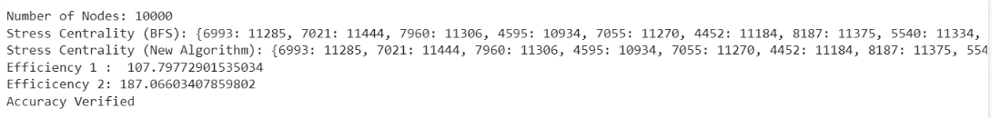 Number of Nodes: 10000
Stress Centrality (BFS): {6993: 11285, 7021: 11444, 7960: 11306, 4595: 10934, 7055: 11270, 4452: 11184, 8187: 11375, 5540: 11334,
Stress Centrality (New Algorithm): {6993: 11285, 7021: 11444, 7960: 11306, 4595: 10934, 7055: 11270, 4452: 11184, 8187: 11375, 554
Efficiency 1 :  107.79772901535034
Efficicency 2: 187.06603407859802
Accuracy Verified